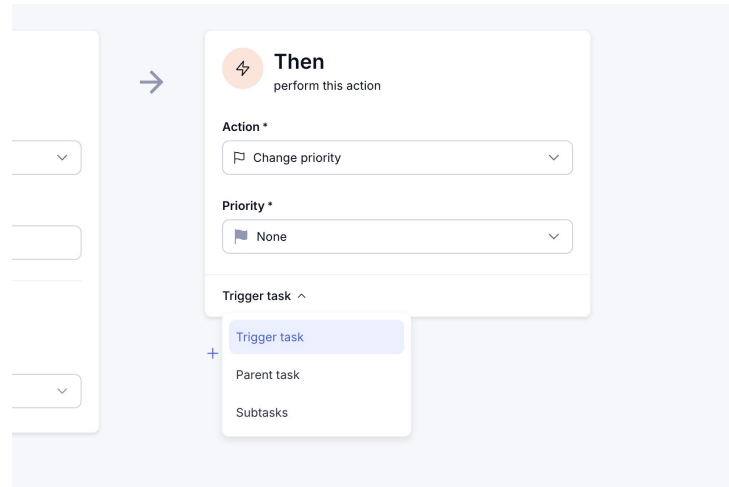 Then
perform this action
Action *
Change priority
Priority *
None
Trigger task
Trigger task
Parent task
Subtasks